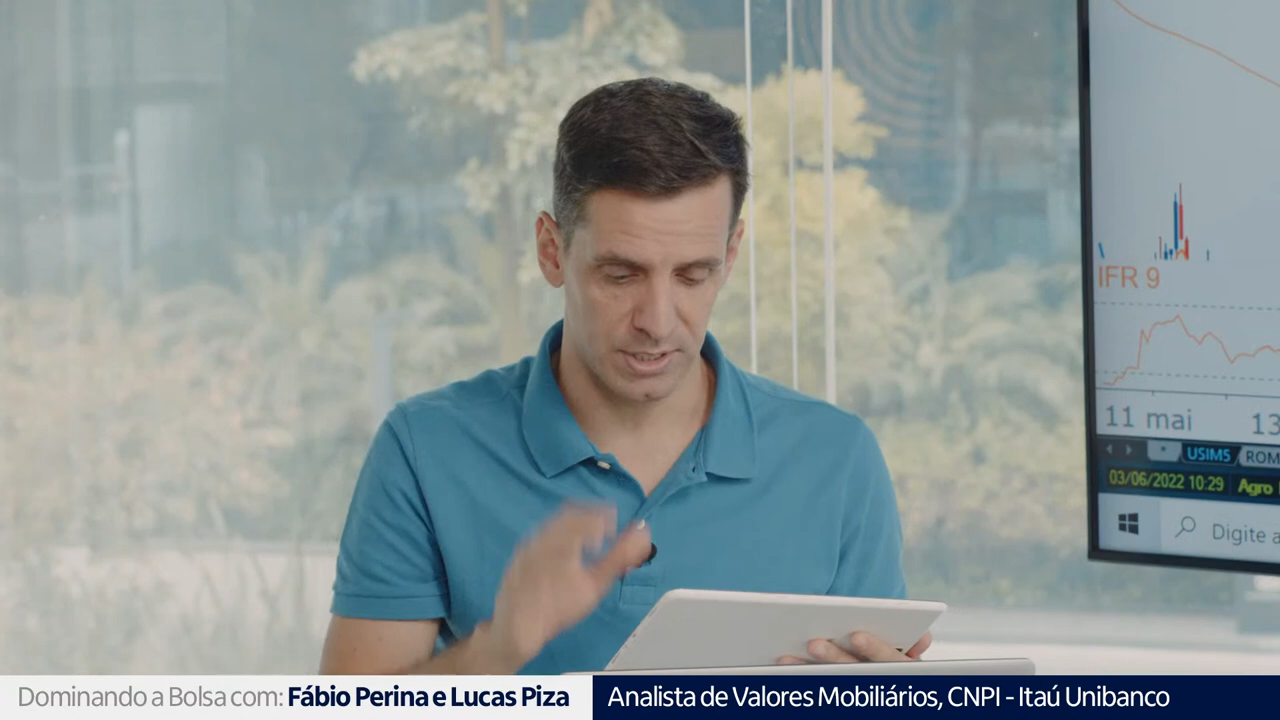 IFR 9
11 mai
13
USIM5
ROM
03/06/2022 10:29
Agro
Digite a
Dominando a Bolsa com: Fábio Perina e Lucas Piza
Analista de Valores Mobiliários, CNPI - Itaú Unibanco